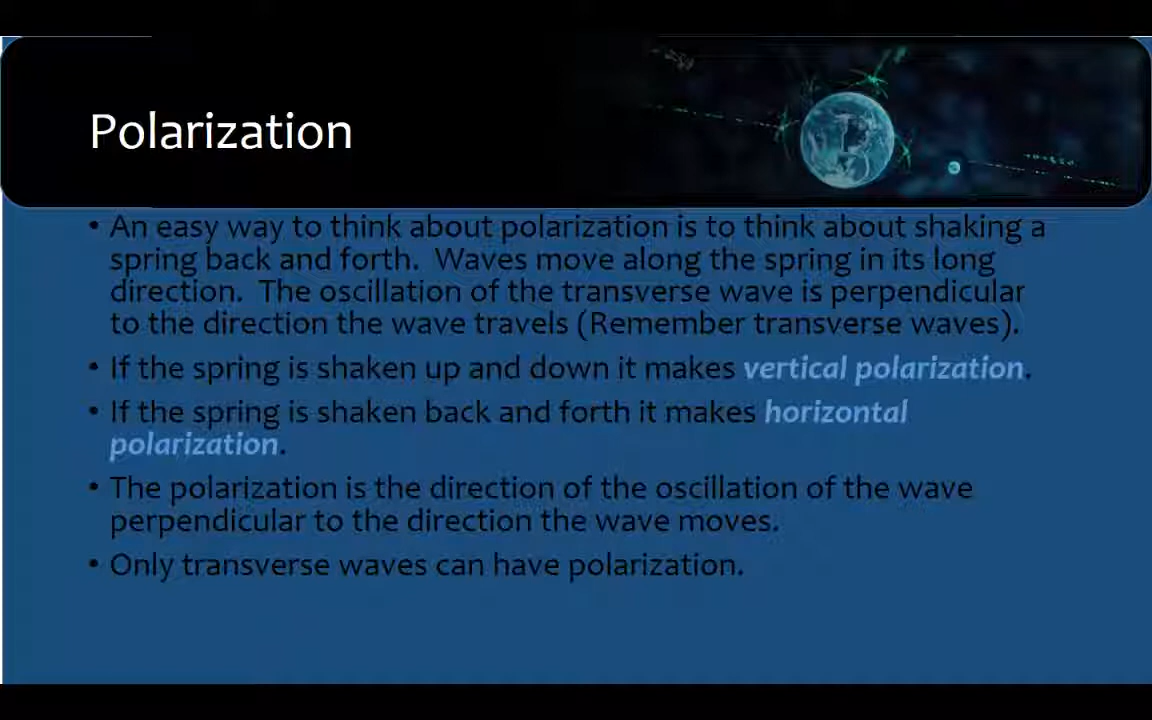 Polarization
• An easy way to think about polarization is to think about shaking a
spring back and forth.  Waves move along the spring in its long
direction.  The oscillation of the transverse wave is perpendicular
to the direction the wave travels (Remember transverse waves).
• If the spring is shaken up and down it makes vertical polarization.
• If the spring is shaken back and forth it makes horizontal
polarization.
• The polarization is the direction of the oscillation of the wave
perpendicular to the direction the wave moves.
• Only transverse waves can have polarization.